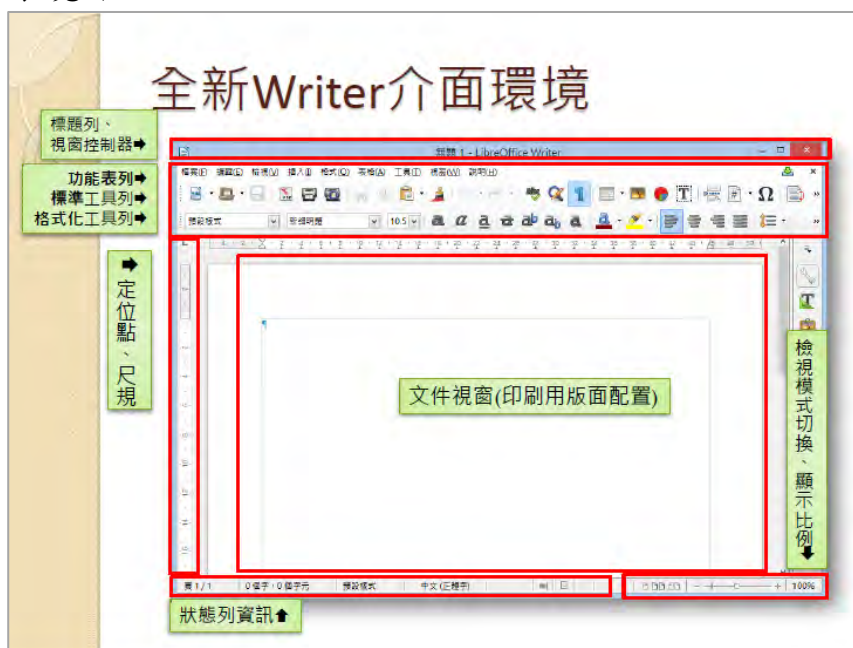 全新Writer介面環境
標題列、
視窗控制器➡
無題 1 - LibreOffice Writer
功能表列➡
標準工具列➡
格式化工具列➡
檔案(F) 編輯(E) 檢視(V) 插入(I) 格式(O) 表格(A) 工具(T) 視窗(W) 說明(H)
預設樣式 新細明體 10.5
➡定位點、尺規
文件視窗(印刷用版面配置)
檢視模式切換、顯示比例➡
頁 1 / 1 0 個字，0 個字元 預設樣式 中文 (正體字) 100%
狀態列資訊⬆